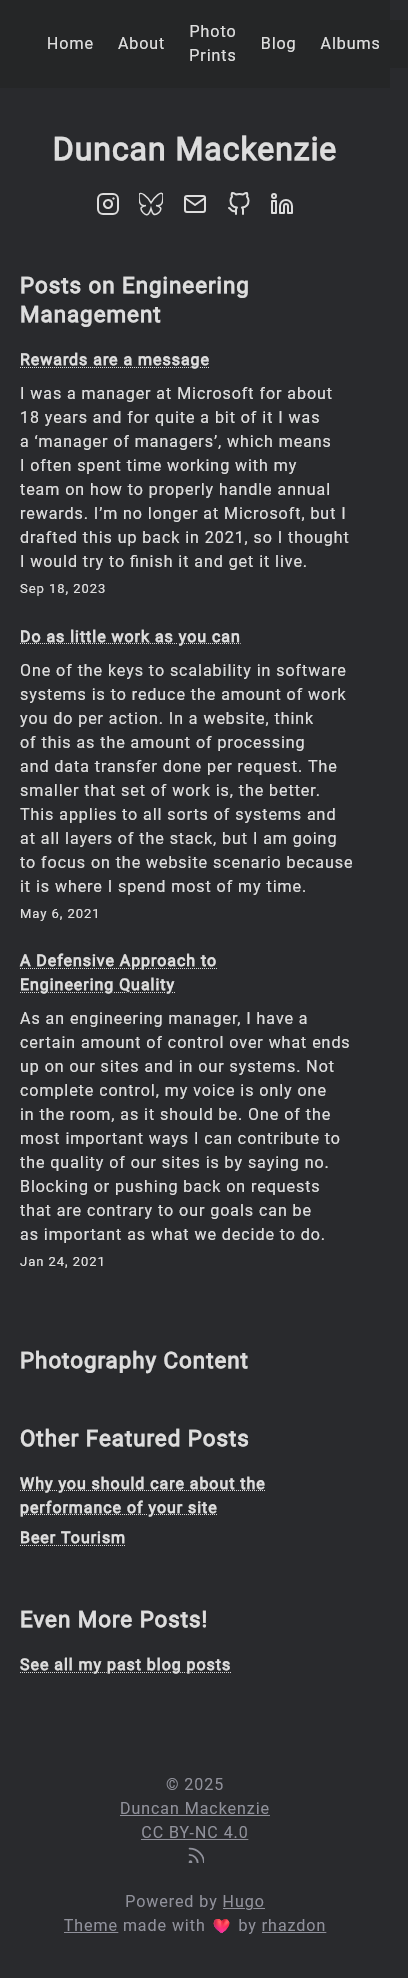 Home About Photo Prints Blog Albums
Duncan Mackenzie
Posts on Engineering
Management
Rewards are a message
I was a manager at Microsoft for about
18 years and for quite a bit of it I was
a ‘manager of managers’, which means
I often spent time working with my
team on how to properly handle annual
rewards. I’m no longer at Microsoft, but I
drafted this up back in 2021, so I thought
I would try to finish it and get it live.
Sep 18, 2023
Do as little work as you can
One of the keys to scalability in software
systems is to reduce the amount of work
you do per action. In a website, think
of this as the amount of processing
and data transfer done per request. The
smaller that set of work is, the better.
This applies to all sorts of systems and
at all layers of the stack, but I am going
to focus on the website scenario because
it is where I spend most of my time.
May 6, 2021
A Defensive Approach to
Engineering Quality
As an engineering manager, I have a
certain amount of control over what ends
up on our sites and in our systems. Not
complete control, my voice is only one
in the room, as it should be. One of the
most important ways I can contribute to
the quality of our sites is by saying no.
Blocking or pushing back on requests
that are contrary to our goals can be
as important as what we decide to do.
Jan 24, 2021
Photography Content
Other Featured Posts
Why you should care about the
performance of your site
Beer Tourism
Even More Posts!
See all my past blog posts
© 2025
Duncan Mackenzie
CC BY-NC 4.0
Powered by Hugo
Theme made with ❤️ by rhazdon